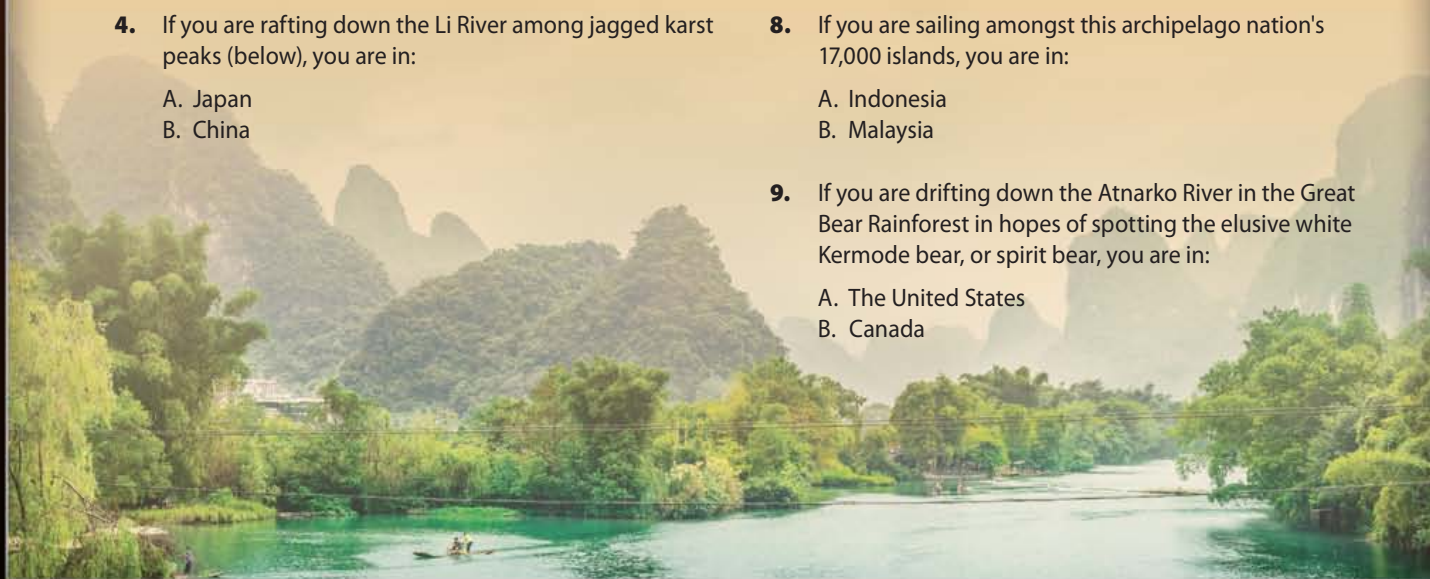 4. If you are rafting down the Li River among jagged karst
peaks (below), you are in:
A. Japan
B. China
8. If you are sailing amongst this archipelago nation's
17,000 islands, you are in:
A. Indonesia
B. Malaysia
9. If you are drifting down the Atnarko River in the Great
Bear Rainforest in hopes of spotting the elusive white
Kermode bear, or spirit bear, you are in:
A. The United States
B. Canada